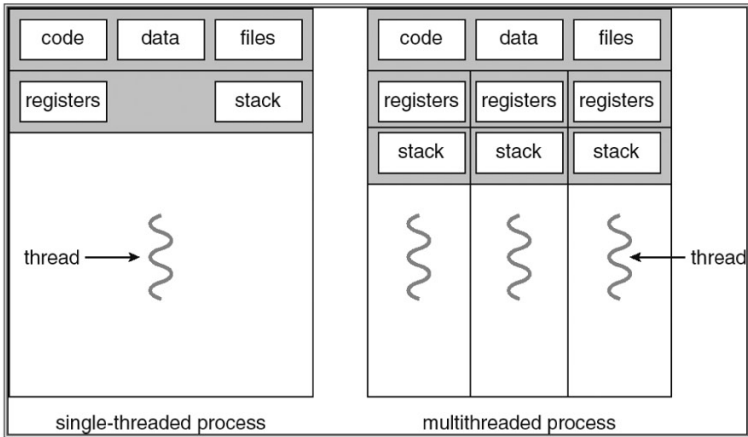 code data files
registers stack
thread
single-threaded process
code data files
registers registers registers
stack stack stack
thread
multithreaded process